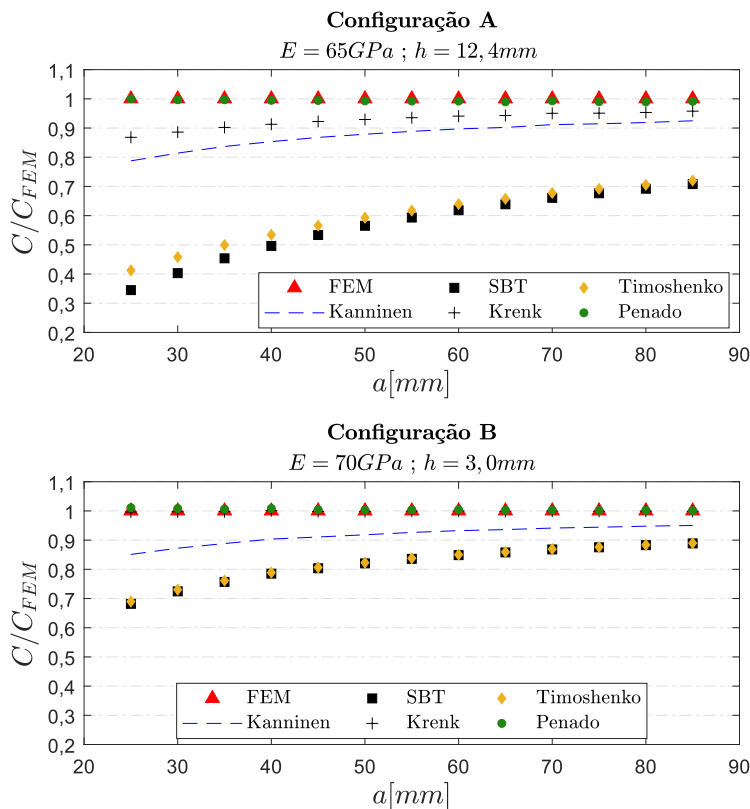 Configuração A
E = 65GPa ; h = 12,4mm
1,1
1
0,9
0,8
0,7
0,6
0,5
0,4
0,3
0,2
C/C_FEM
FEM
SBT
Timoshenko
Kanninen
Krenk
Penado
20 30 40 50 60 70 80 90
a[mm]
Configuração B
E = 70GPa ; h = 3,0mm
1,1
1
0,9
0,8
0,7
0,6
0,5
0,4
0,3
0,2
C/C_FEM
FEM
SBT
Timoshenko
Kanninen
Krenk
Penado
20 30 40 50 60 70 80 90
a[mm]